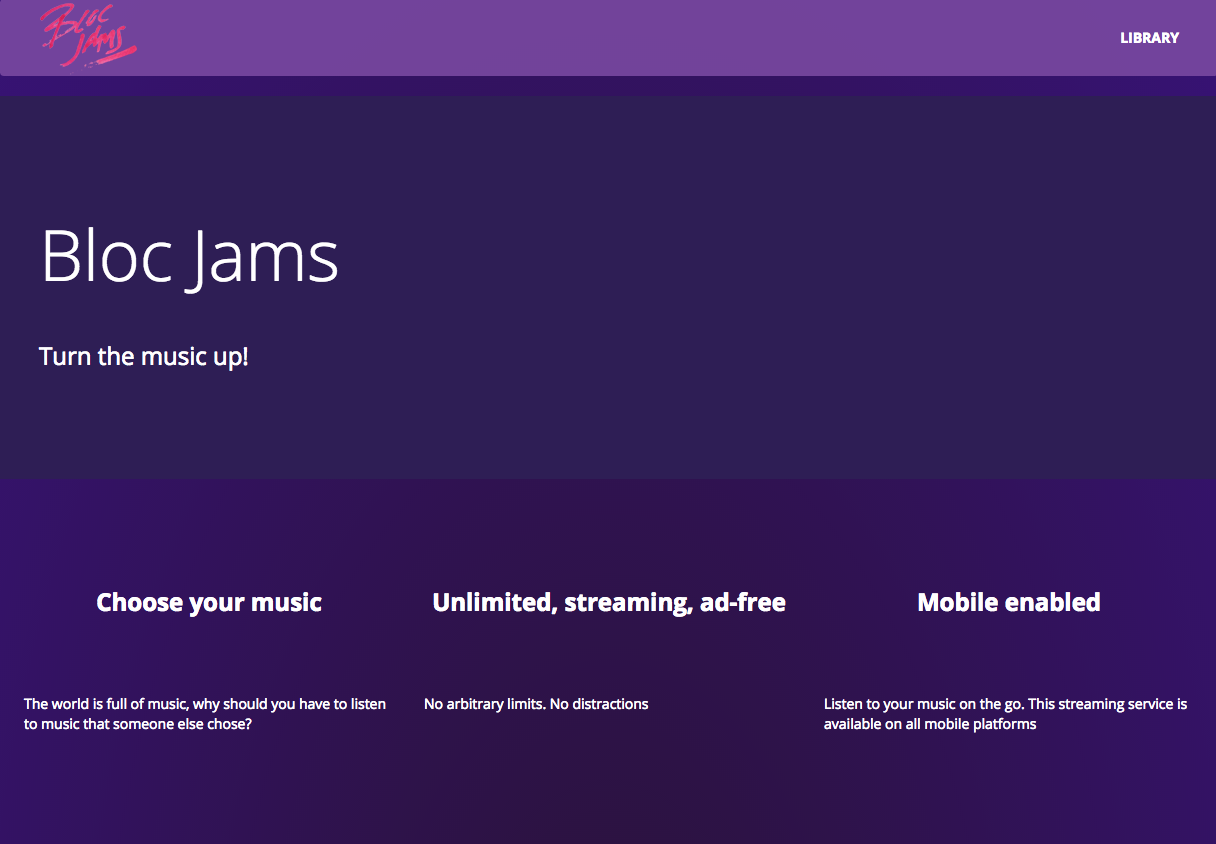 BLOC
JAMS
LIBRARY
Bloc Jams
Turn the music up!
Choose your music
Unlimited, streaming, ad-free
Mobile enabled
The world is full of music, why should you have to listen
to music that someone else chose?
No arbitrary limits. No distractions
Listen to your music on the go. This streaming service is
available on all mobile platforms